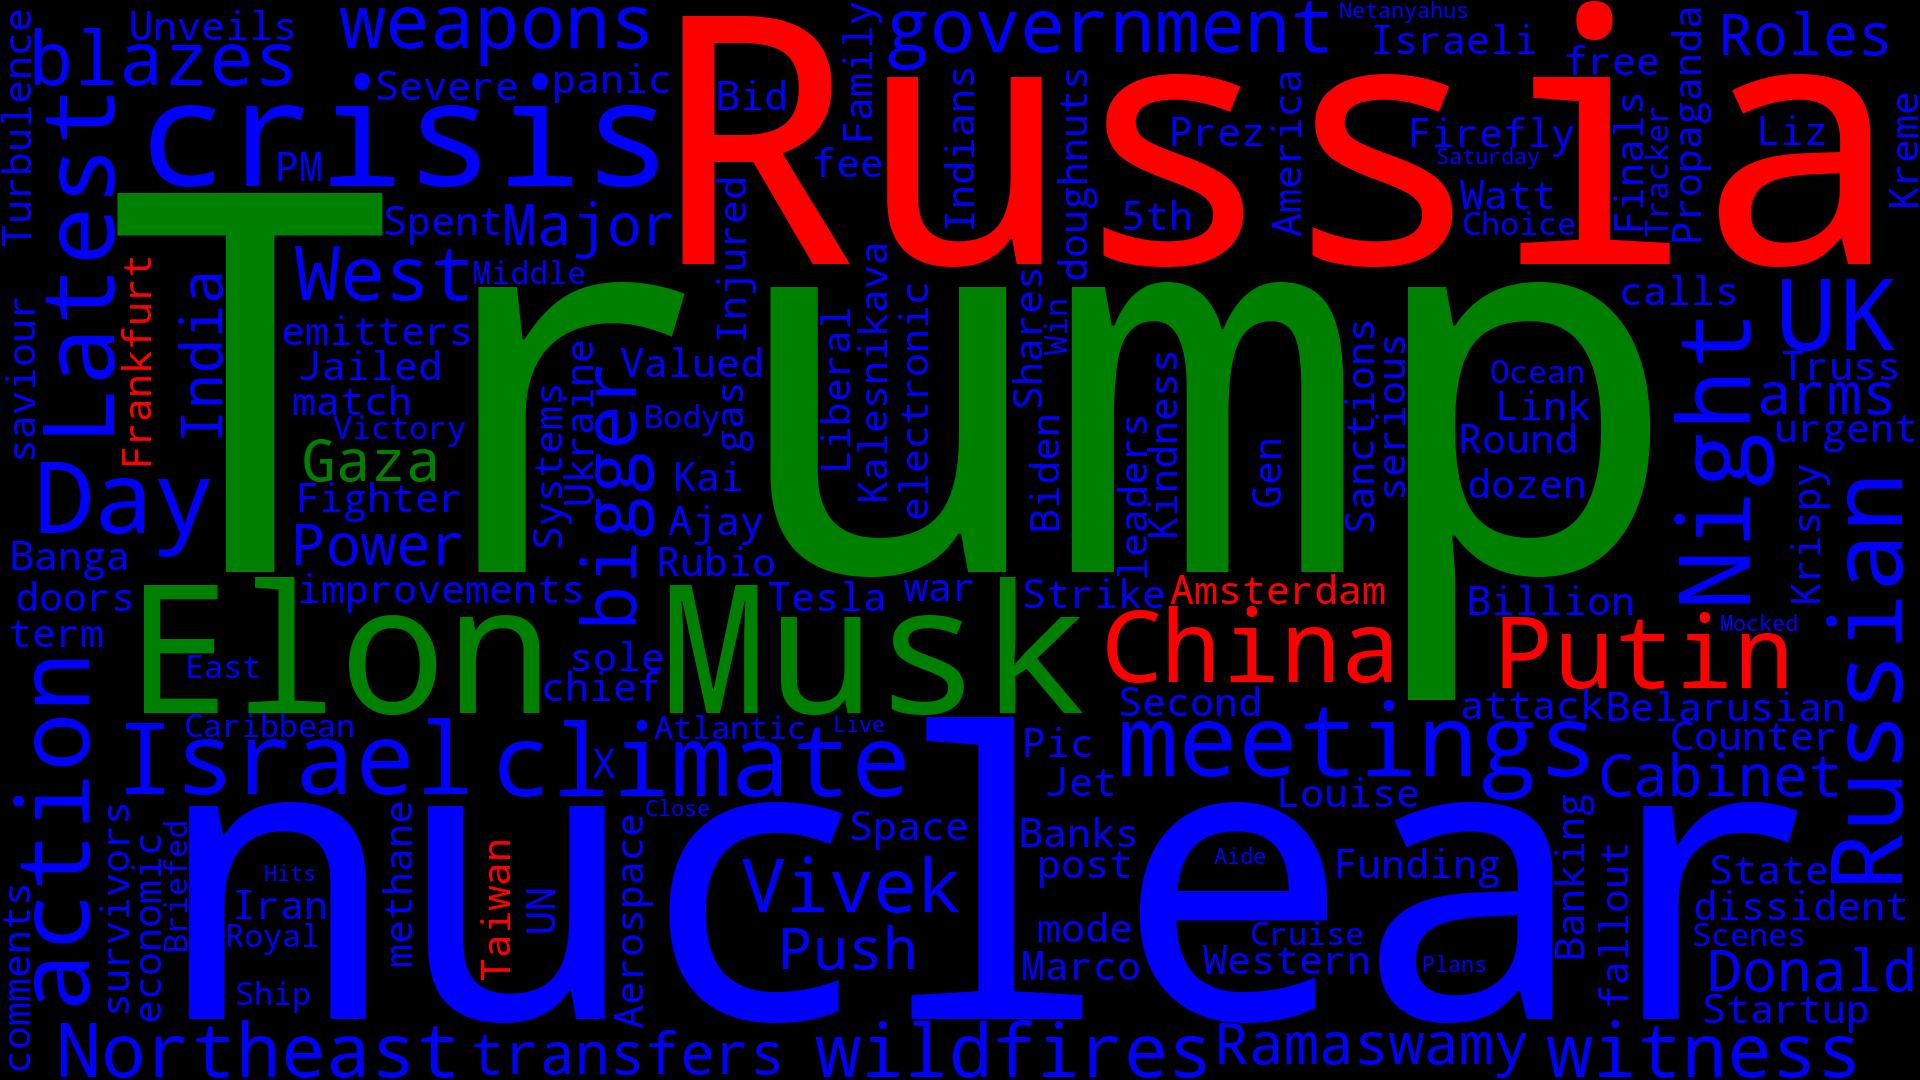 Turbulence
Unveils
blazes
weapons
Severe
panic
crisis
PM
Latest
Russia
Bid
Family
government
Netanyahus
Israeli
free
Roles
fee
Indians
doughnuts
Prez
America
Firefly
Saturday
Watt
Choice
5th
Finals
Tracker
Propaganda
Liz
Kreme
Trump
Spent
Major
West
Middle
Injured
India
Frankfurt
saviour
emitters
Jailed
match
Victory
Gaza
Fighter
Power
Systems
Ukraine
bigger
Valued
Body
gas
Kai
Ajay
Rubio
Liberal
Kalesnikava
electronic
Shares
Win
Biden
leaders
Kindness
Gen
Sanctions
serious
Ocean
Link
Round
dozen
calls
UK
Truss
arms
urgent
Night
Krispy
Russian
Day
Banga
doors
term
improvements
Elon Musk
East
sole
chief
Tesla
war
Strike
Amsterdam
China
Billion
Putin
Mocked
action
Caribbean
Israel
climate
X
Atlantic
Live
Second
meetings
attack
Belarusian
Counter
Cabinet
Pic
Jet
Louise
nuclear
Close
Space
Vivek
Push
Banks
post
mode
Marco
Aide
Funding
Cruise
Western
Plans
Banking
fallout
State
dissident
Scenes
Donald
Startup
comments
survivors
economic
Briefed
Hits
Iran
Royal
Ship
methane
Taiwan
UN
Aerospace
Northeast
transfers
wildfires
Ramaswamy
witness